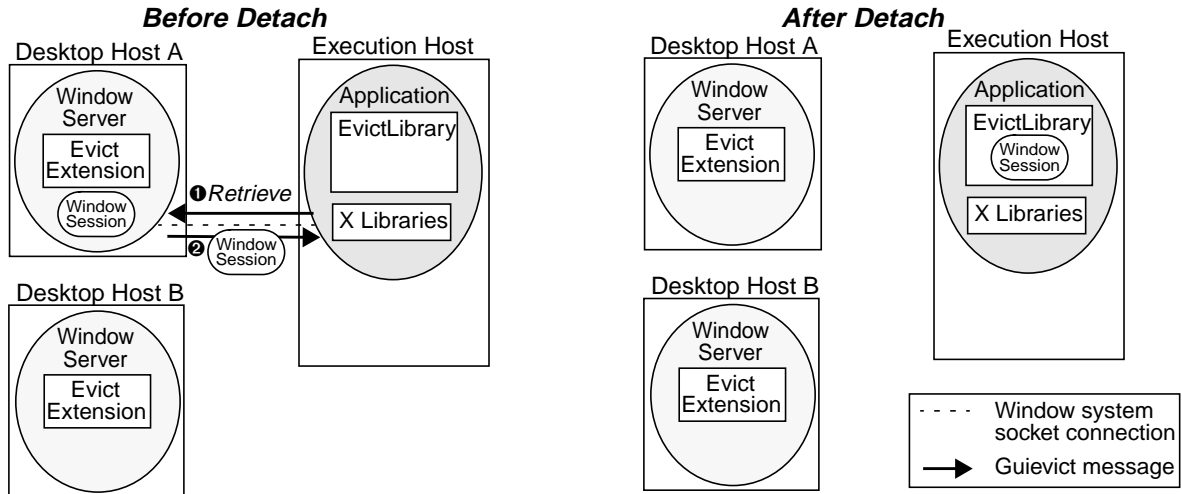 Before Detach
Desktop Host A
Window
Server
Evict
Extension
Window
Session
❶Retrieve
❷
Window
Session
Execution Host
Application
EvictLibrary
X Libraries
Desktop Host B
Window
Server
Evict
Extension
After Detach
Desktop Host A
Window
Server
Evict
Extension
Execution Host
Application
EvictLibrary
Window
Session
X Libraries
Desktop Host B
Window
Server
Evict
Extension
Window system
socket connection
Guievict message